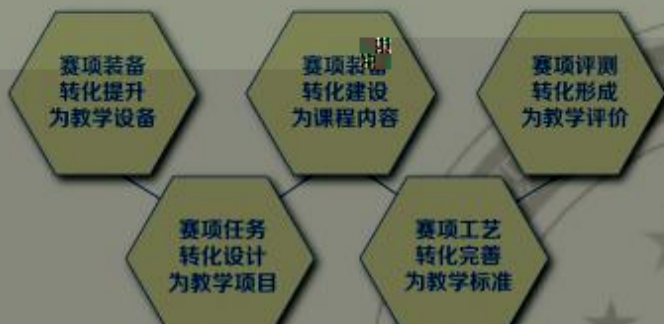 赛项装备
转化提升
为教学设备
赛项装
转化建设
为课程内容
赛项评测
转化形成
为教学评价
赛项任务
转化设计
为教学项目
赛项工艺
转化完善
为教学标准